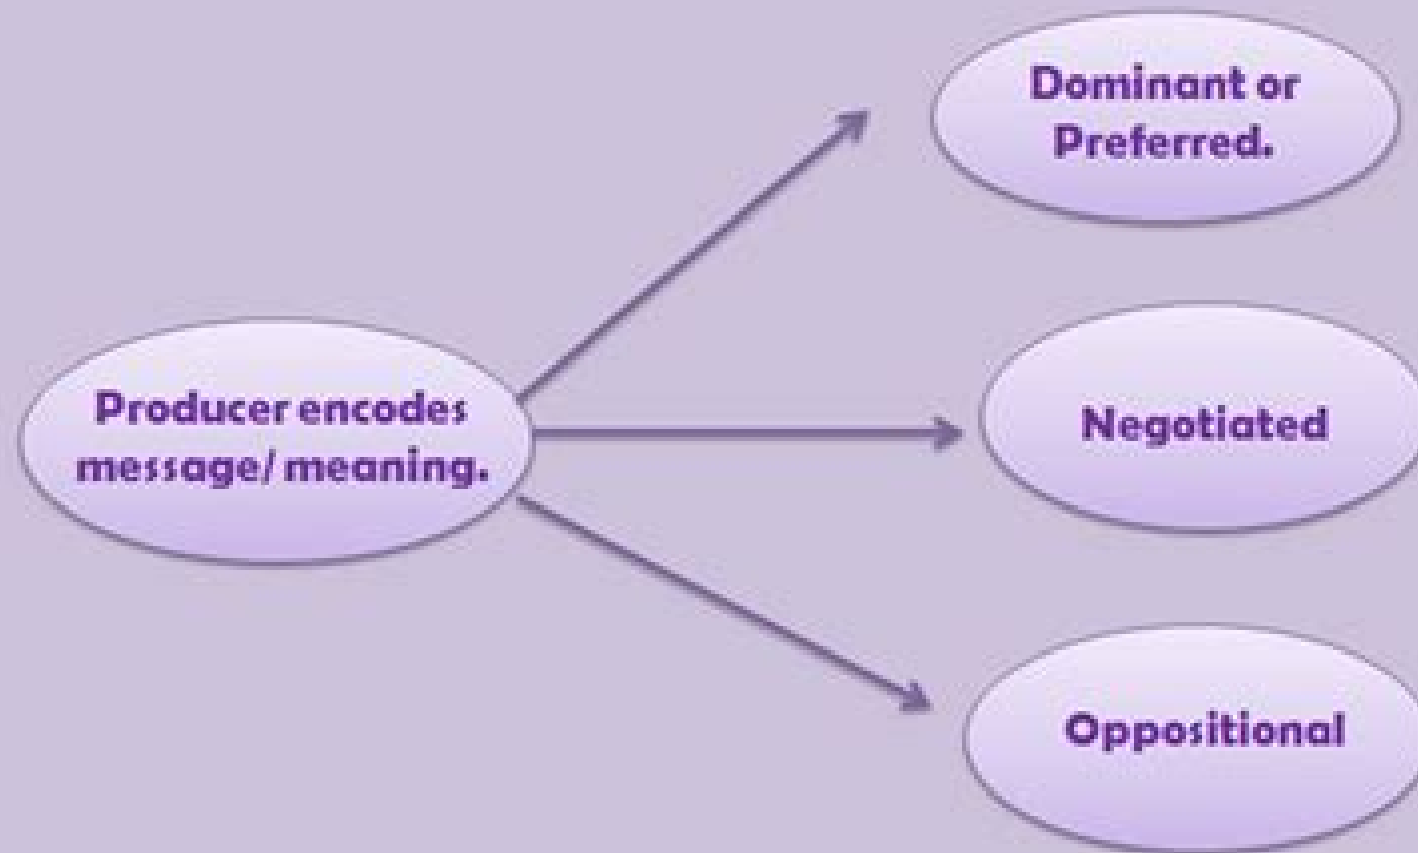 Dominant or
Preferred.
Producer encodes
message/ meaning.
Negotiated
Oppositional